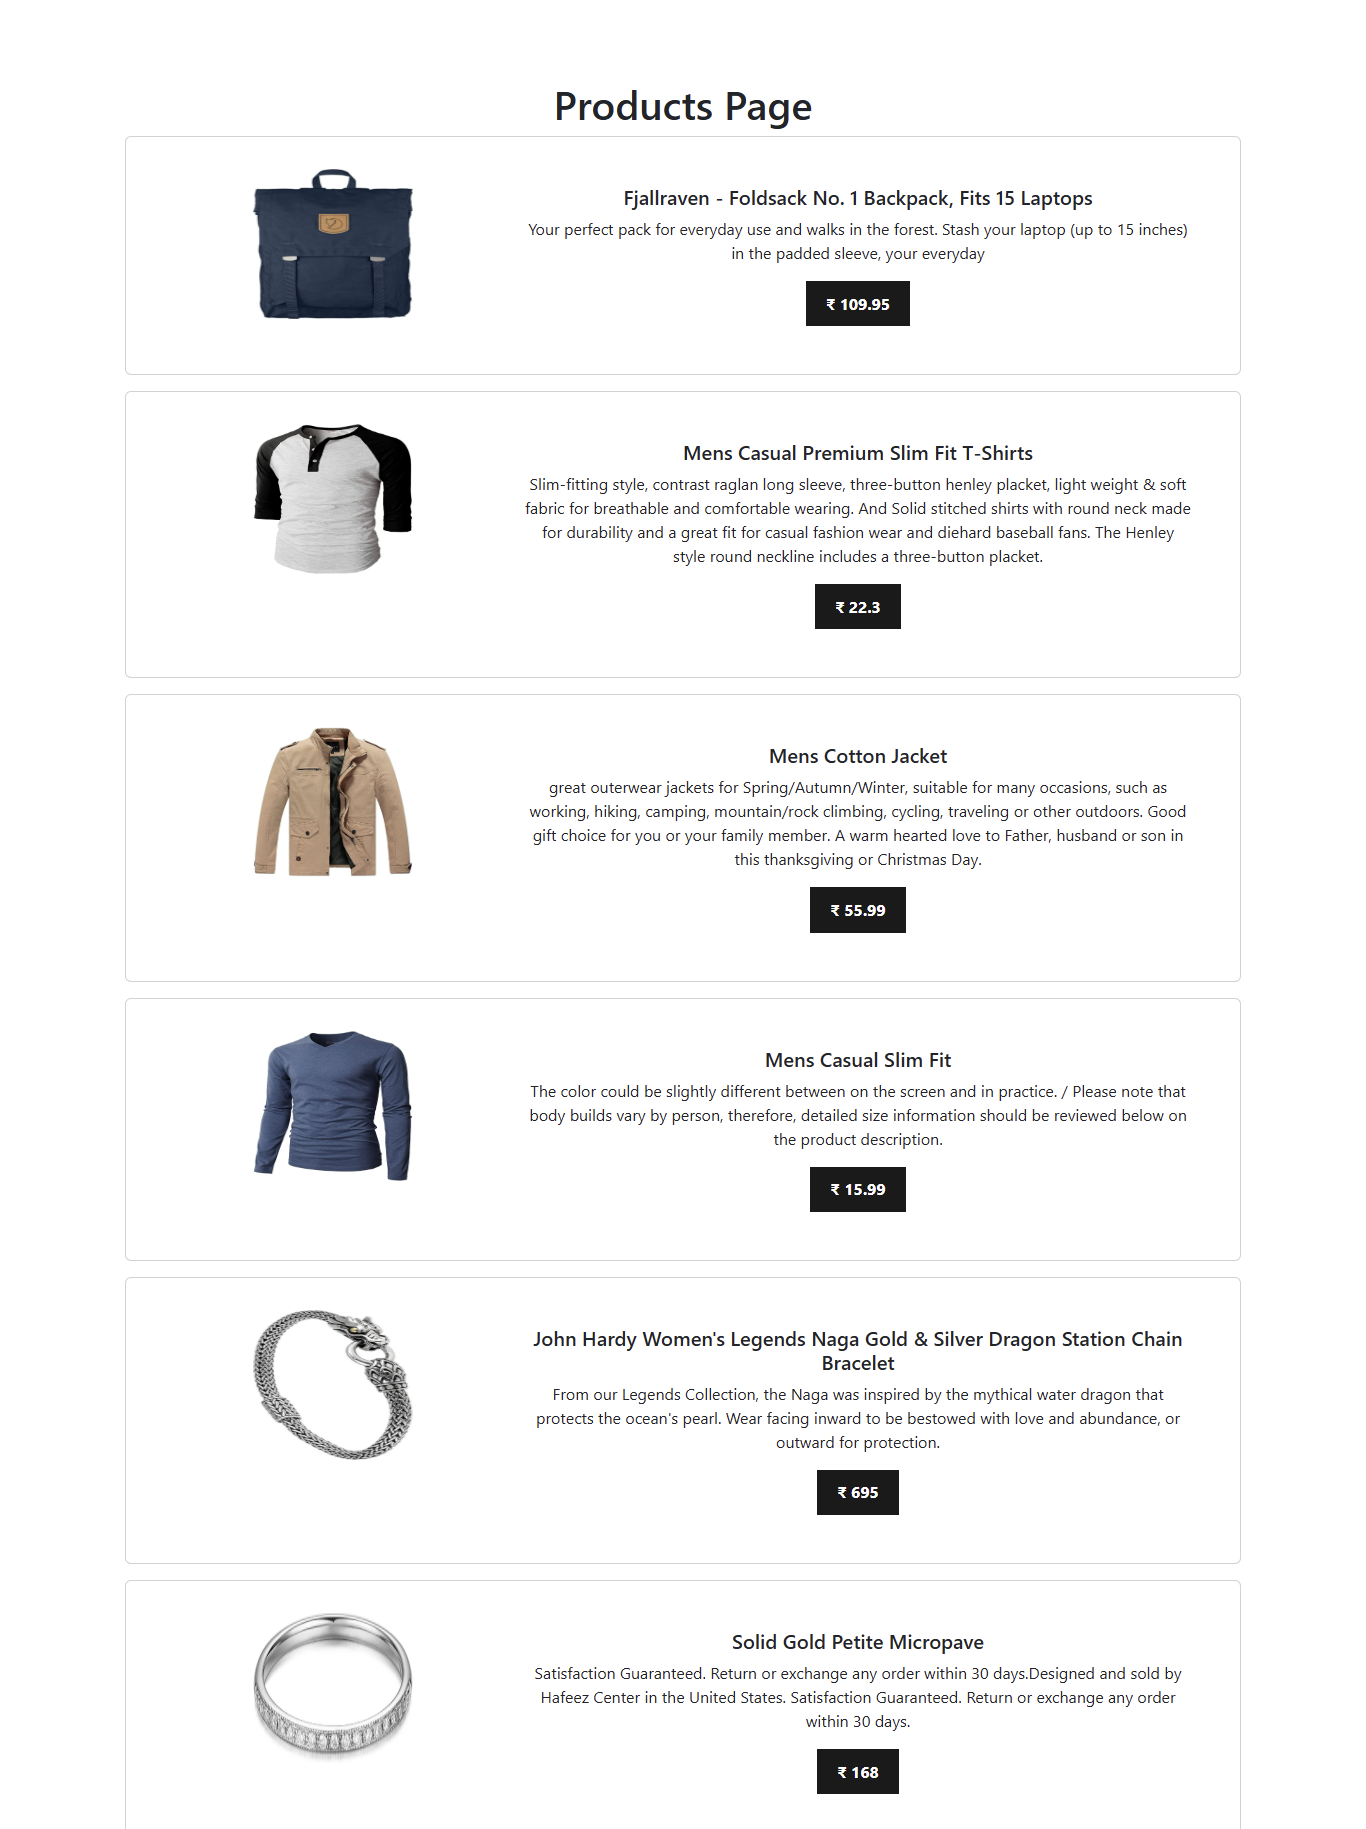 Products Page
Fjallraven - Foldsack No. 1 Backpack, Fits 15 Laptops
Your perfect pack for everyday use and walks in the forest. Stash your laptop (up to 15 inches)
in the padded sleeve, your everyday
₹ 109.95
Mens Casual Premium Slim Fit T-Shirts
Slim-fitting style, contrast raglan long sleeve, three-button henley placket, light weight & soft
fabric for breathable and comfortable wearing. And Solid stitched shirts with round neck made
for durability and a great fit for casual fashion wear and diehard baseball fans. The Henley
style round neckline includes a three-button placket.
₹ 22.3
Mens Cotton Jacket
great outerwear jackets for Spring/Autumn/Winter, suitable for many occasions, such as
working, hiking, camping, mountain/rock climbing, cycling, traveling or other outdoors. Good
gift choice for you or your family member. A warm hearted love to Father, husband or son in
this thanksgiving or Christmas Day.
₹ 55.99
Mens Casual Slim Fit
The color could be slightly different between on the screen and in practice. / Please note that
body builds vary by person, therefore, detailed size information should be reviewed below on
the product description.
₹ 15.99
John Hardy Women's Legends Naga Gold & Silver Dragon Station Chain
Bracelet
From our Legends Collection, the Naga was inspired by the mythical water dragon that
protects the ocean's pearl. Wear facing inward to be bestowed with love and abundance, or
outward for protection.
₹ 695
Solid Gold Petite Micropave
Satisfaction Guaranteed. Return or exchange any order within 30 days.Designed and sold by
Hafeez Center in the United States. Satisfaction Guaranteed. Return or exchange any order
within 30 days.
₹ 168